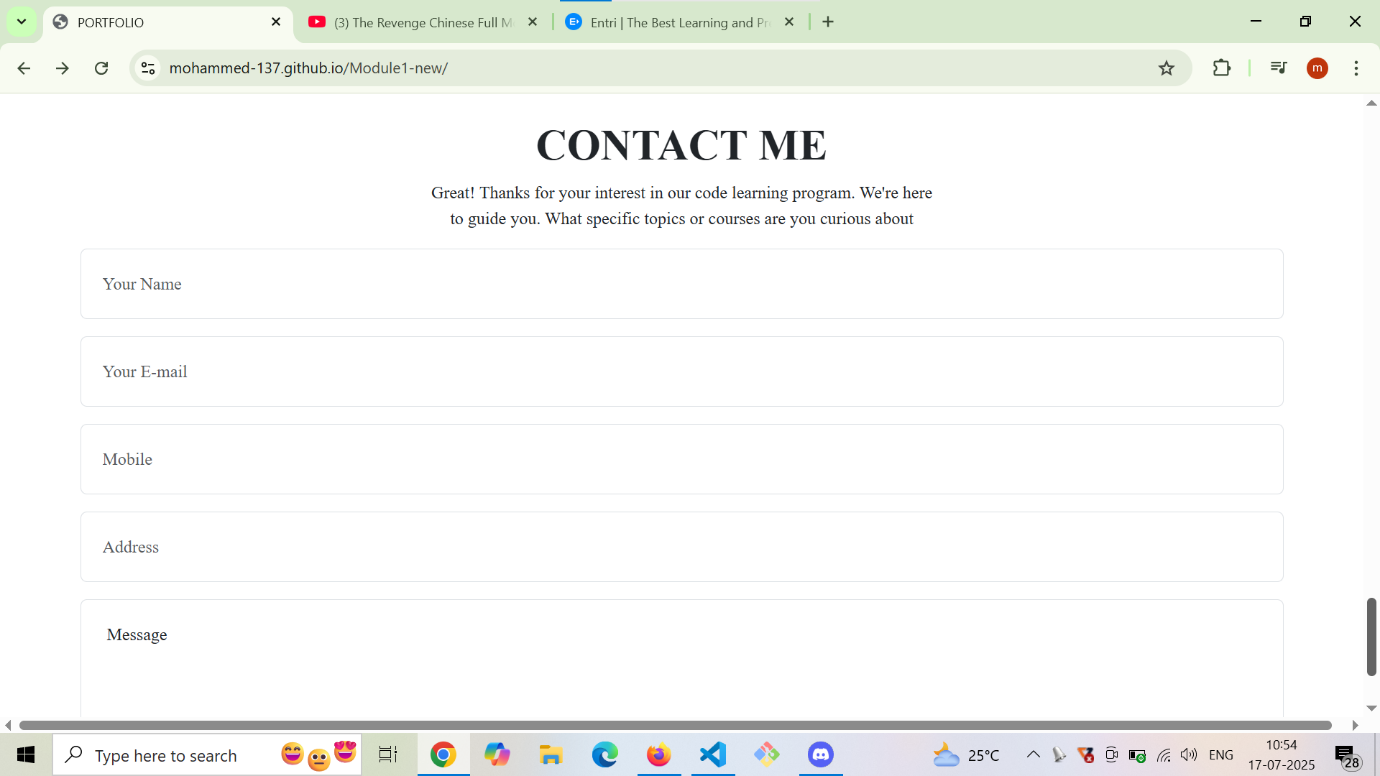 PORTFOLIO
(3) The Revenge Chinese Full M
Entri | The Best Learning and Pr
mohammed-137.github.io/Module1-new/
m
CONTACT ME
Great! Thanks for your interest in our code learning program. We're here
to guide you. What specific topics or courses are you curious about
Your Name
Your E-mail
Mobile
Address
Message
Type here to search
25°C
ENG
10:54
17-07-2025
28